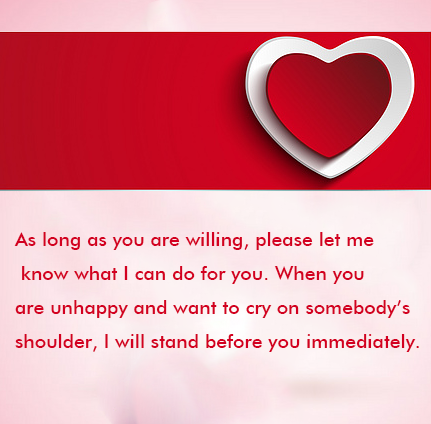 As long as you are willing, please let me
know what I can do for you. When you
are unhappy and want to cry on somebody's
shoulder, I will stand before you immediately.